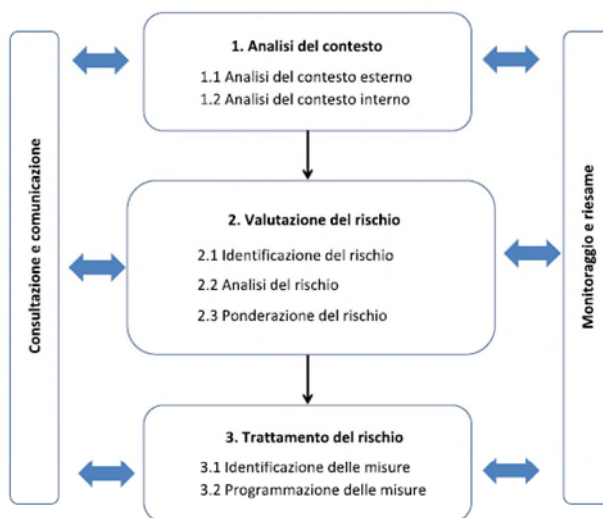 Consultazione e comunicazione
1. Analisi del contesto
1.1 Analisi del contesto esterno
1.2 Analisi del contesto interno
2. Valutazione del rischio
2.1 Identificazione del rischio
2.2 Analisi del rischio
2.3 Ponderazione del rischio
3. Trattamento del rischio
3.1 Identificazione delle misure
3.2 Programmazione delle misure
Monitoraggio e riesame